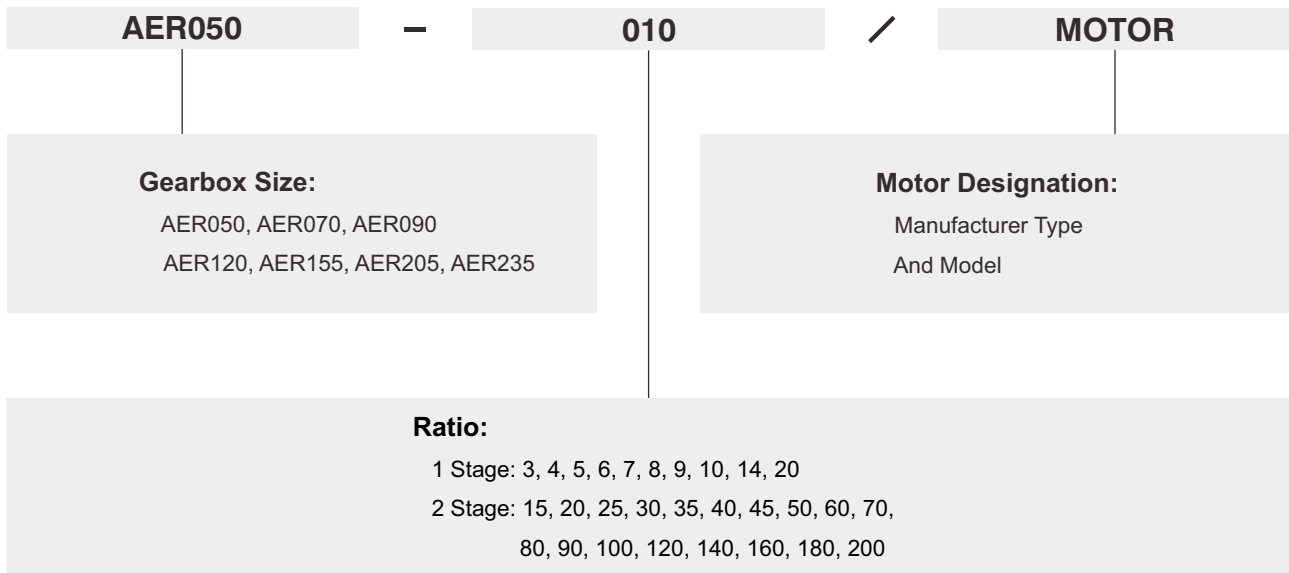 AER050 – 010 / MOTOR
Gearbox Size:
AER050, AER070, AER090
AER120, AER155, AER205, AER235
Motor Designation:
Manufacturer Type
And Model
Ratio:
1 Stage: 3, 4, 5, 6, 7, 8, 9, 10, 14, 20
2 Stage: 15, 20, 25, 30, 35, 40, 45, 50, 60, 70,
80, 90, 100, 120, 140, 160, 180, 200